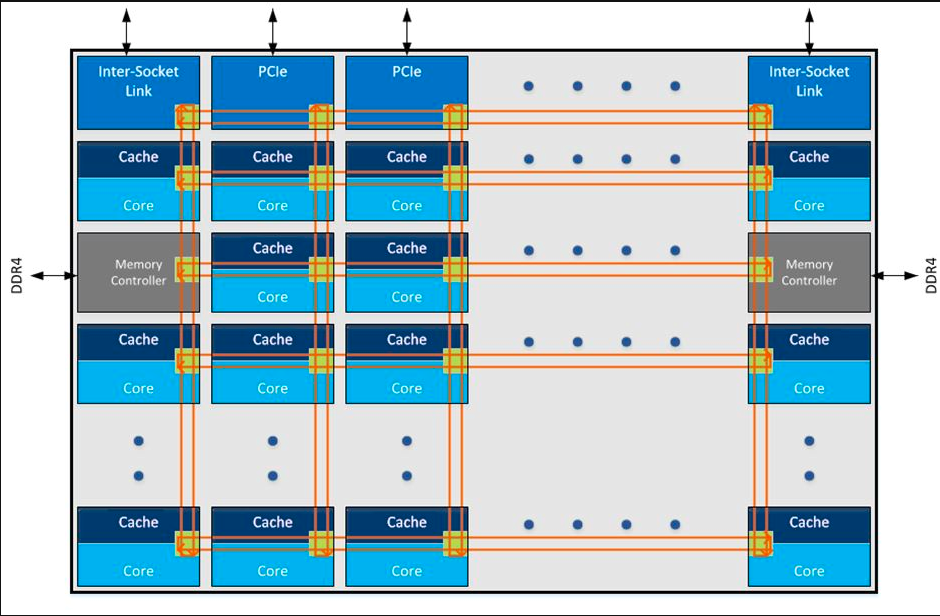 Inter-Socket
Link
PCIe
PCIe
Inter-Socket
Link
Cache
Core
Cache
Core
Cache
Core
Cache
Core
DDR4
Memory
Controller
Cache
Core
Cache
Core
Memory
Controller
DDR4
Cache
Core
Cache
Core
Cache
Core
Cache
Core
Cache
Core
Cache
Core
Cache
Core
Cache
Core